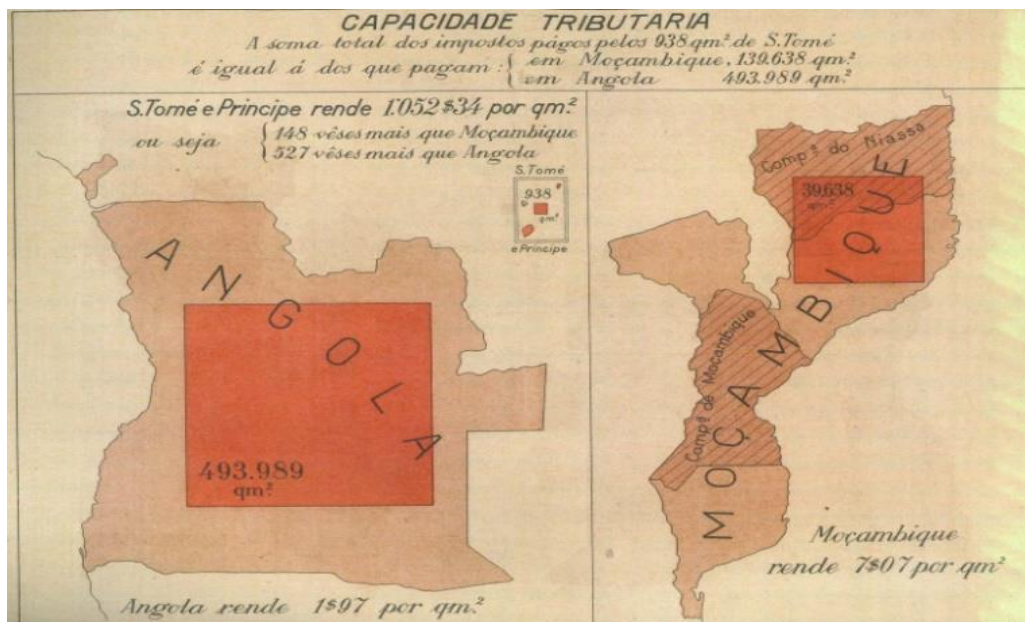 CAPACIDADE TRIBUTARIA
A soma total dos impostos págos pelos 938 qm² de S. Tomé
é igual á dos que pagam: { em Moçambique, 139.638 qm²
em Angola 493.989 qm²
S. Tomé e Principe rende 1.052$34 por qm²
ou seja { 148 vêses mais que Moçambique
527 vêses mais que Angola
S. Tomé
938
qm²
e Principe
ANGOLA
493.989
qm²
Angola rende 1$97 por qm²
Comp.ª do Niassa
39.638
qm²
MOÇAMBIQUE
Comp.ª de Moçambique
Moçambique
rende 7$07 por qm²